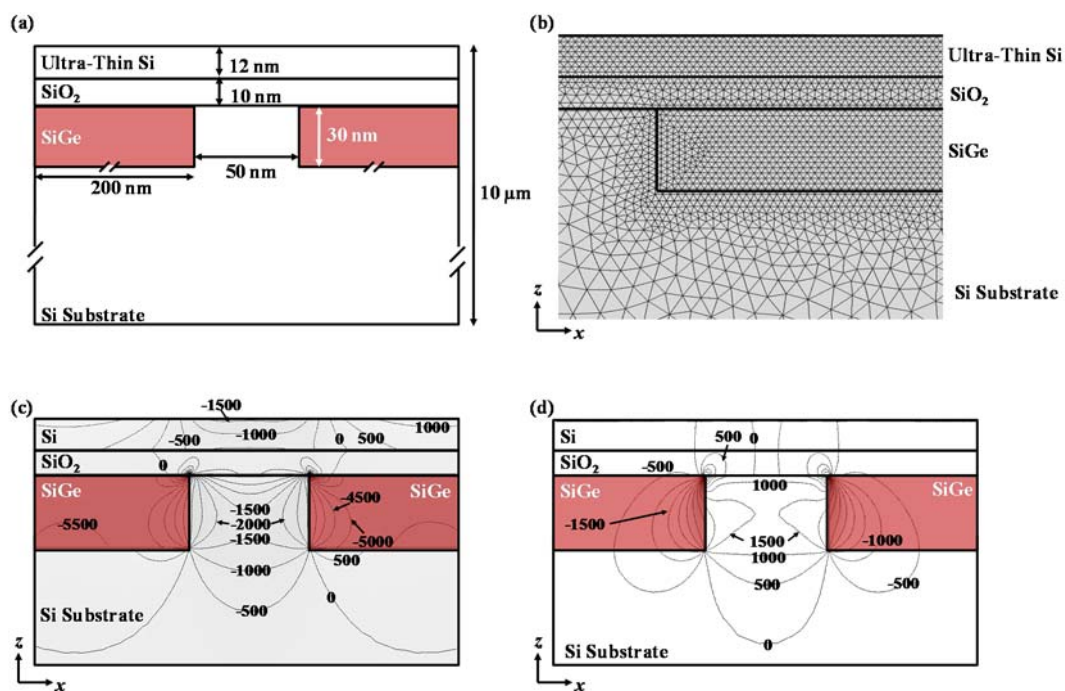 (a)
Ultra-Thin Si
12 nm
SiO2
10 nm
SiGe
30 nm
50 nm
200 nm
10 μm
Si Substrate
(b)
Ultra-Thin Si
SiO2
SiGe
Si Substrate
z
x
(c)
-1500
Si
-500
-1000
0
500
1000
SiO2
0
SiGe
SiGe
-1500
-4500
-5500
-2000
-1500
-5000
500
-1000
0
-500
Si Substrate
z
x
(d)
Si
500
0
SiO2
-500
SiGe
SiGe
1000
-1500
1500
-1000
1000
500
-500
0
Si Substrate
z
x